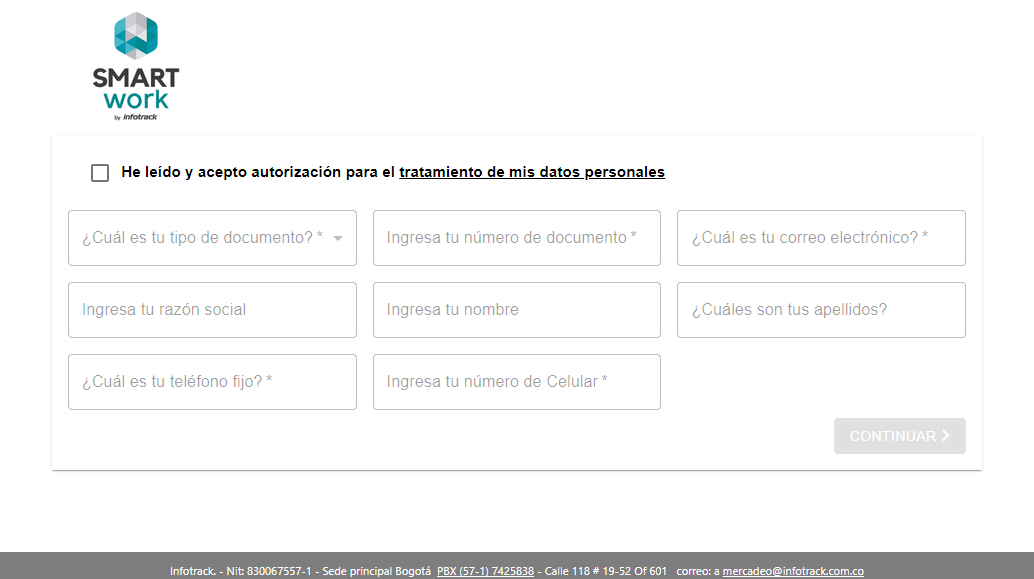 SMART
work
by infotrack
He leído y acepto autorización para el tratamiento de mis datos personales
¿Cuál es tu tipo de documento? *
Ingresa tu número de documento *
¿Cuál es tu correo electrónico? *
Ingresa tu razón social
Ingresa tu nombre
¿Cuáles son tus apellidos?
¿Cuál es tu teléfono fijo? *
Ingresa tu número de Celular *
CONTINUAR
Infotrack. - Nit: 830067557-1 - Sede principal Bogotá PBX (57-1) 7425838 - Calle 118 # 19-52 Of 601 correo: a mercadeo@infotrack.com.co